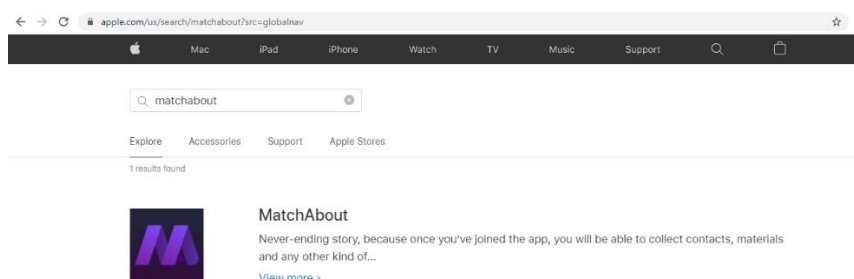 apple.com/us/search/matchabout?src=globalnav
Mac iPad iPhone Watch TV Music Support
matchabout
Explore Accessories Support Apple Stores
1 results found
MatchAbout
Never-ending story, because once you've joined the app, you will be able to collect contacts, materials
and any other kind of...
View more >